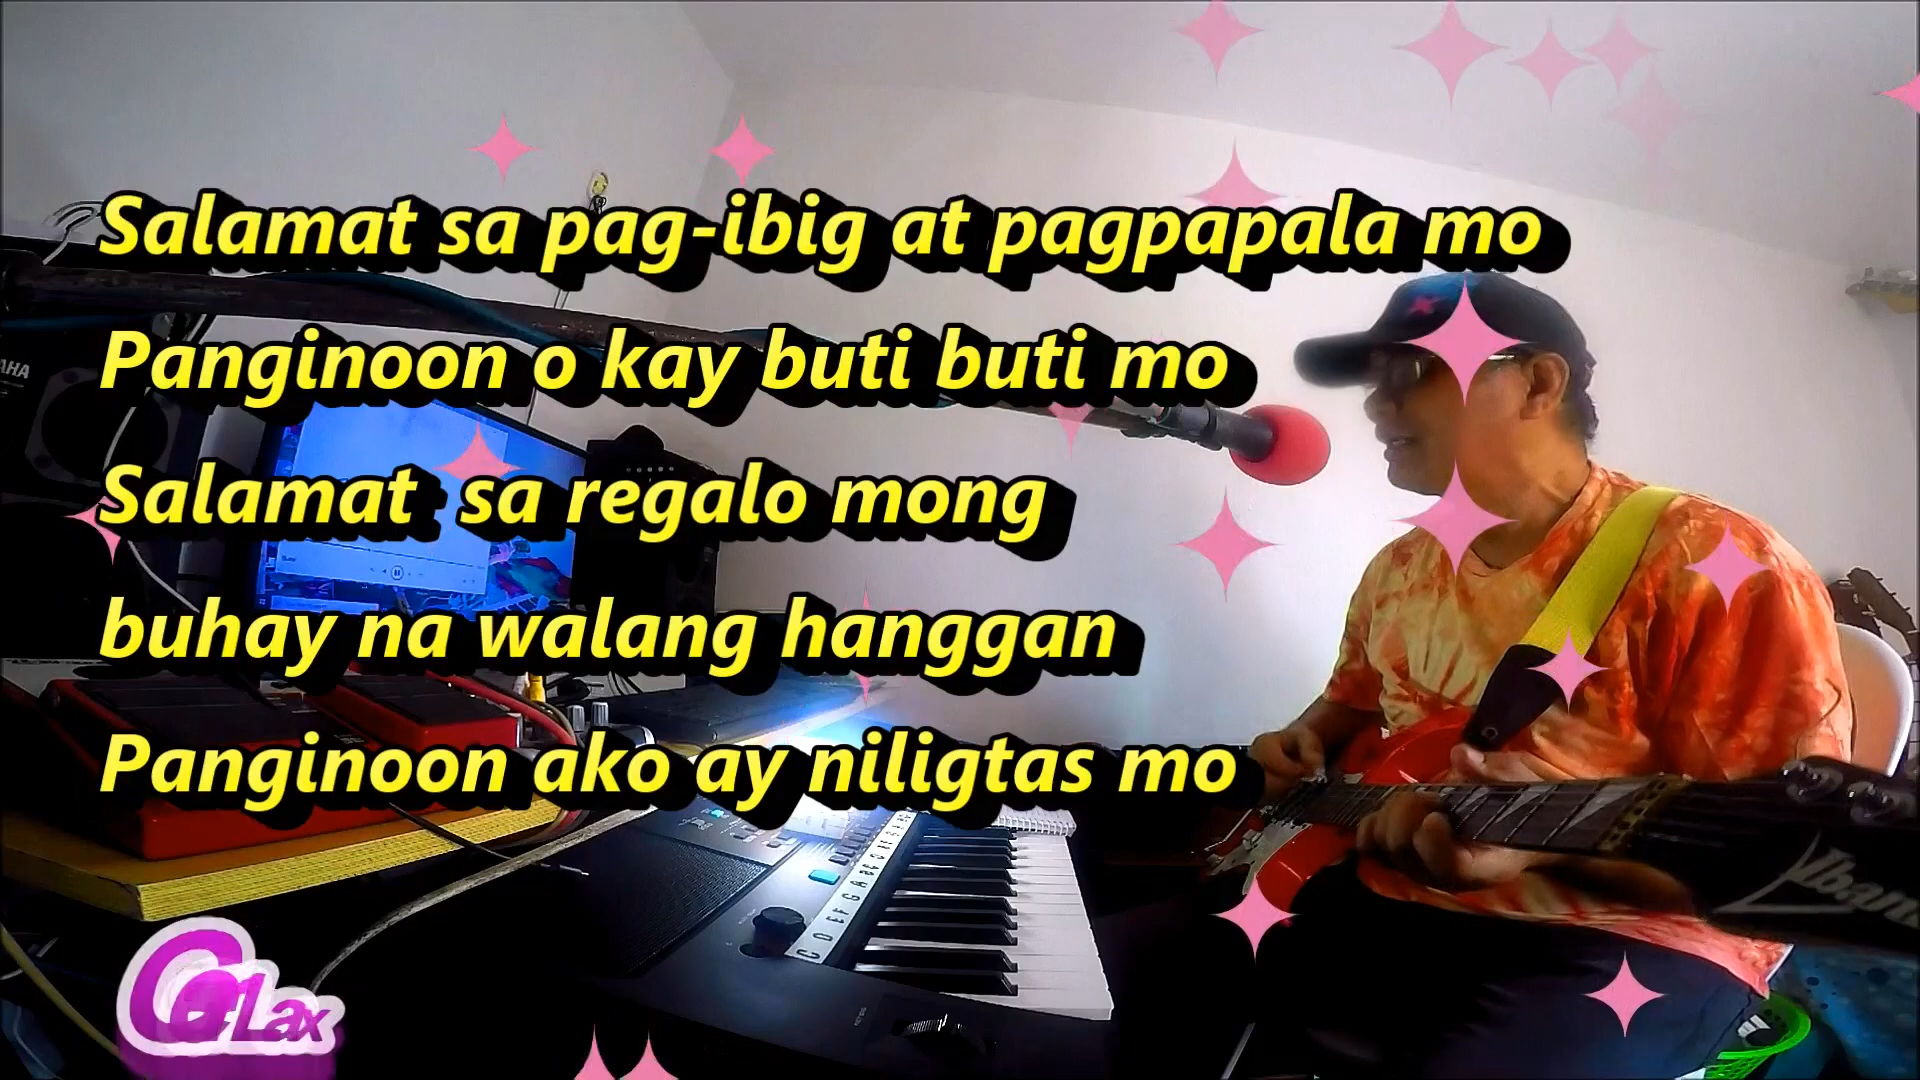 Salamat sa pag-ibig at pagpapala mo
Panginoon o kay buti buti mo
Salamat sa regalo mong
buhay na walang hanggan
Panginoon ako ay niligtas mo
C D EF G A B C D E F G A